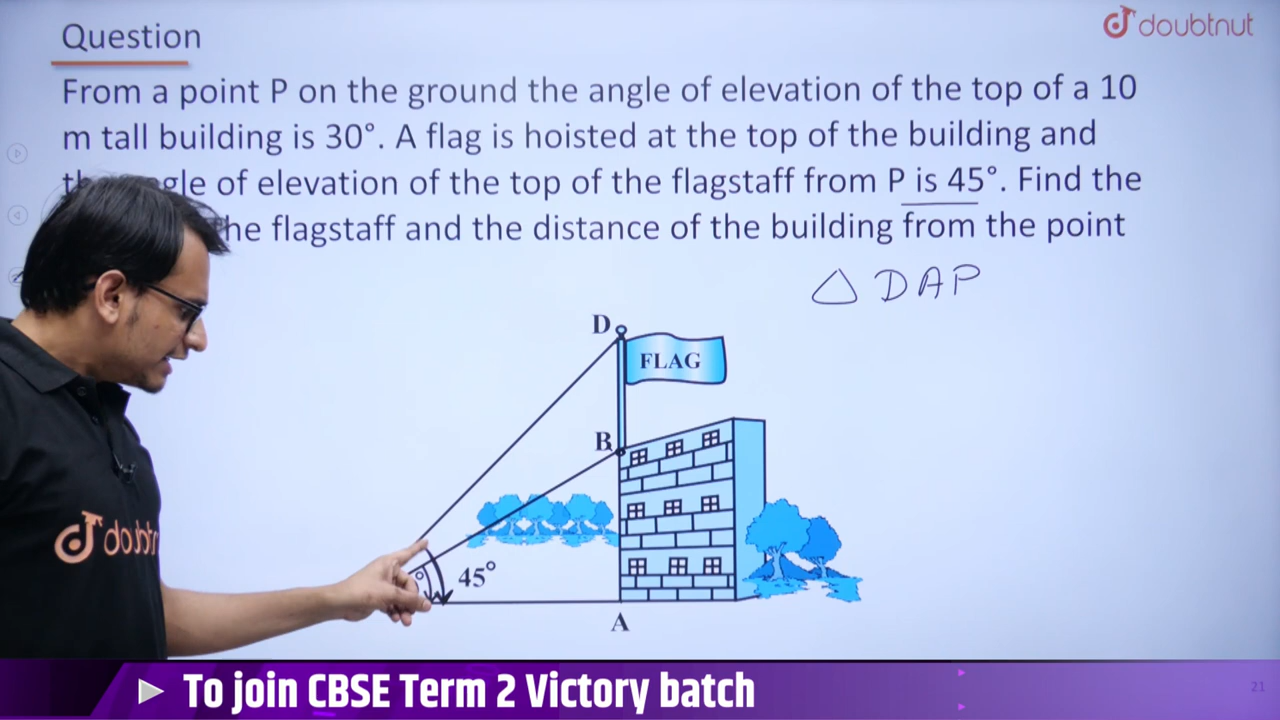 Question
doubtnut
From a point P on the ground the angle of elevation of the top of a 10
m tall building is 30°. A flag is hoisted at the top of the building and
of elevation of the top of the flagstaff from P is 45°. Find the
the flagstaff and the distance of the building from the point
△ DAP
D
FLAG
B
45°
A
doubtn
To join CBSE Term 2 Victory batch
21